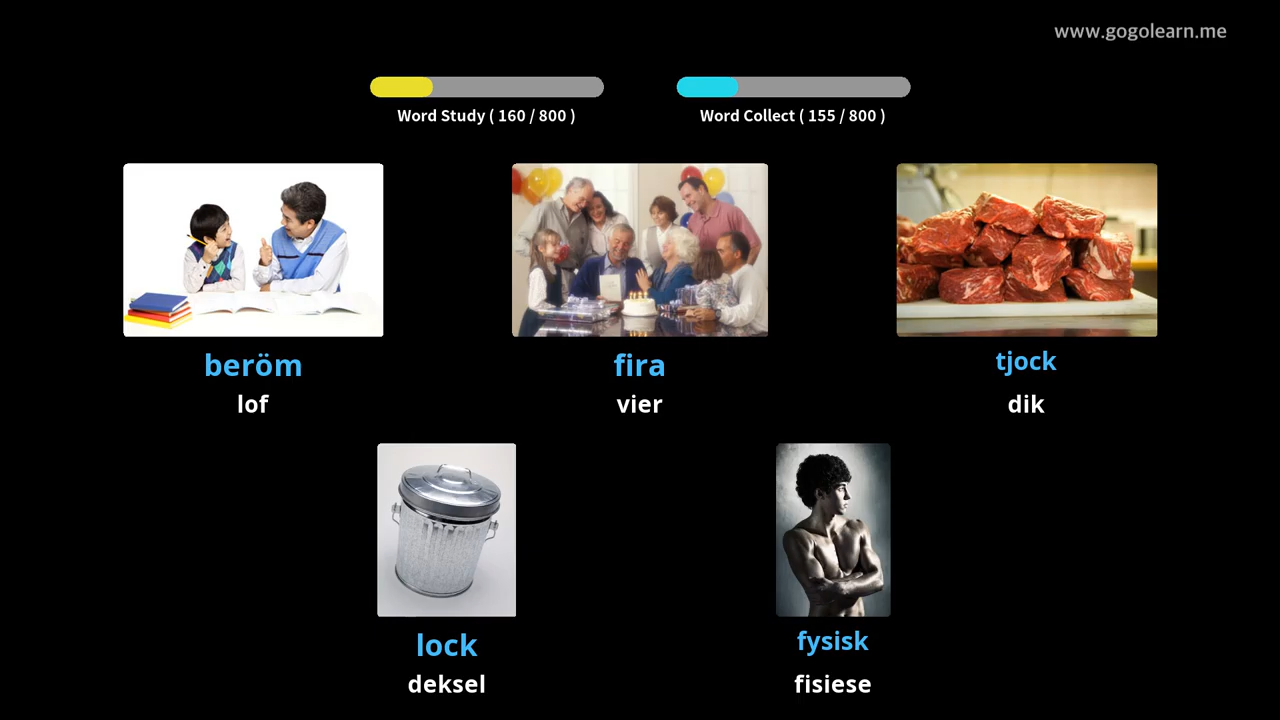 www.gogolearn.me
Word Study ( 160 / 800 )
Word Collect ( 155 / 800 )
beröm
fira
tjock
lof
vier
dik
lock
fysisk
deksel
fisiese